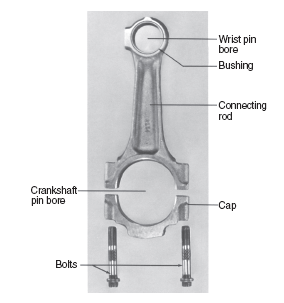 Wrist pin
bore
Bushing
Connecting
rod
Crankshaft
pin bore
Cap
Bolts